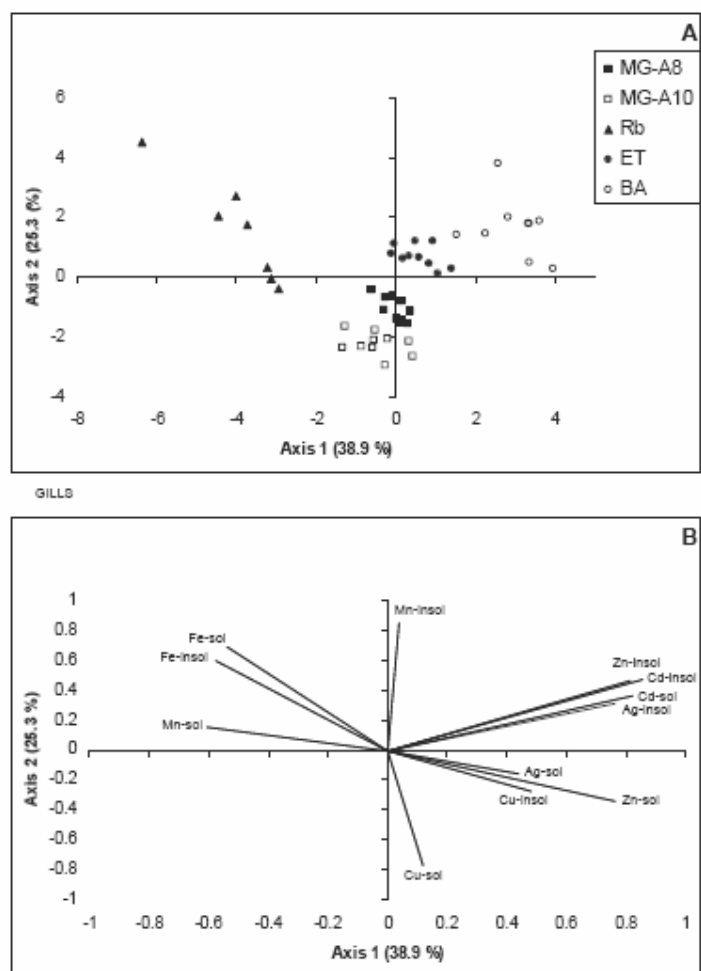 A
MG-A8
MG-A10
Rb
ET
BA
6
4
2
0
-2
-4
-8
-6
-4
-2
0
2
4
Axis 2 (25.3 (%)
Axis 1 (38.9 %)
GILLS
B
1
0.8
0.6
0.4
0.2
0
-0.2
-0.4
-0.6
-0.8
-1
Mn-insol
Fe-sol
Fe-insol
Zn-insol
Cd-insol
Cd-sol
Ag-insol
Mn-sol
Ag-sol
Cu-insol
Zn-sol
Cu-sol
-1
-0.8
-0.6
-0.4
-0.2
0
0.2
0.4
0.6
0.8
1
Axis 2 (25.3 %)
Axis 1 (38.9 %)